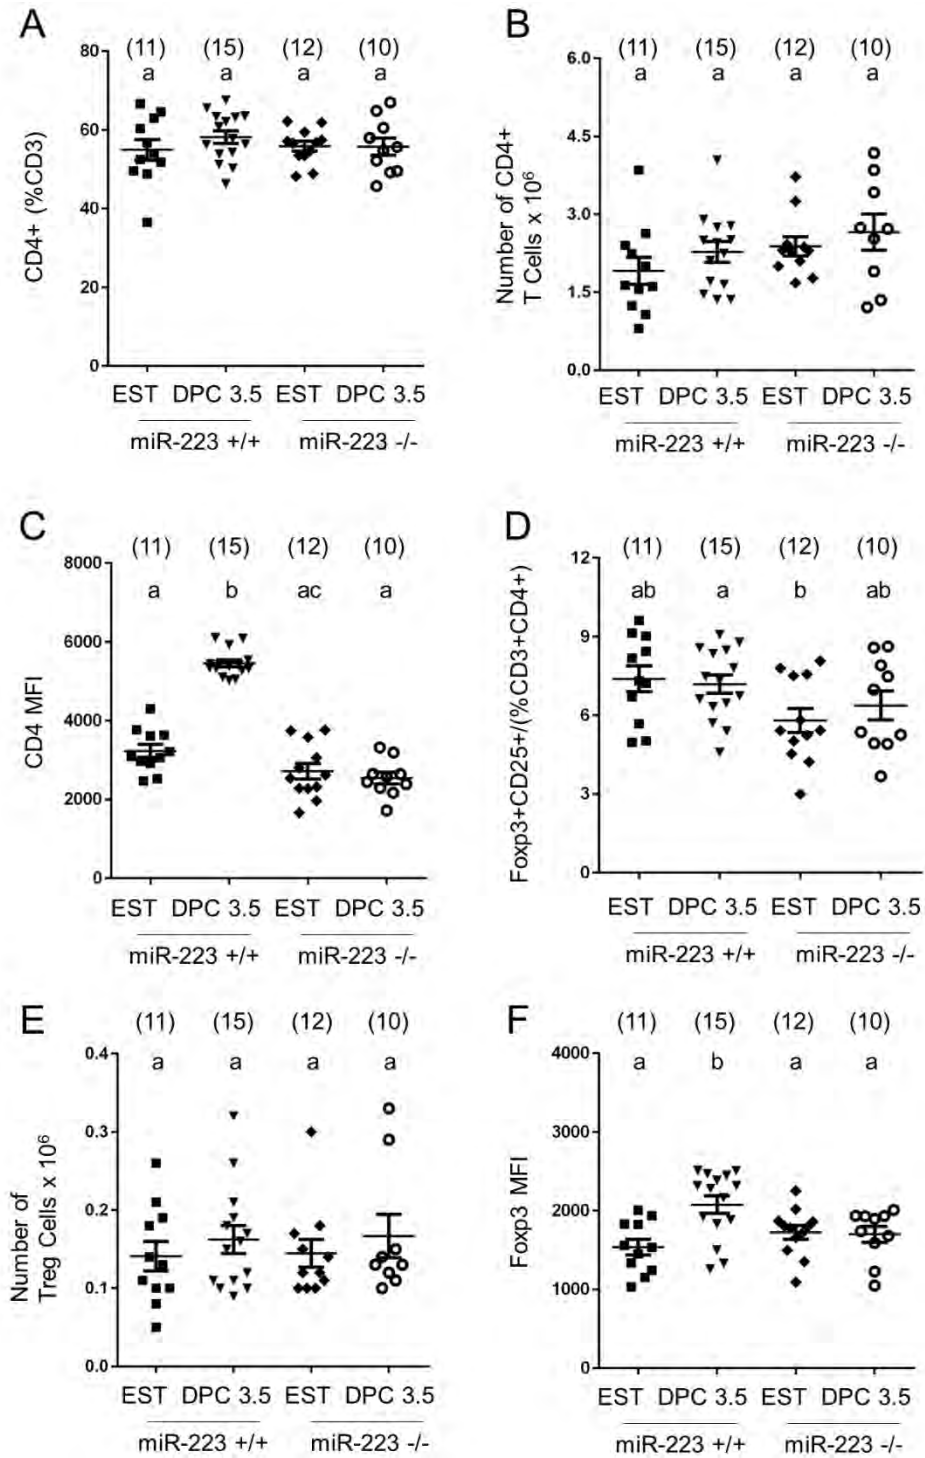 A
(11) (15) (12) (10)
a a a a
80
60
40
20
0
CD4+ (%CD3)
EST DPC 3.5 EST DPC 3.5
miR-223 +/+ miR-223 -/-
B
(11) (15) (12) (10)
a a a a
6.0
4.5
3.0
1.5
0.0
Number of CD4+
T Cells x 10⁶
EST DPC 3.5 EST DPC 3.5
miR-223 +/+ miR-223 -/-
C
(11) (15) (12) (10)
a b ac a
8000
6000
4000
2000
0
CD4 MFI
EST DPC 3.5 EST DPC 3.5
miR-223 +/+ miR-223 -/-
D
(11) (15) (12) (10)
ab a b ab
12
9
6
3
0
Foxp3+CD25+/(%CD3+CD4+)
EST DPC 3.5 EST DPC 3.5
miR-223 +/+ miR-223 -/-
E
(11) (15) (12) (10)
a a a a
0.4
0.3
0.2
0.1
0.0
Number of
Treg Cells x 10⁶
EST DPC 3.5 EST DPC 3.5
miR-223 +/+ miR-223 -/-
F
(11) (15) (12) (10)
a b a a
4000
3000
2000
1000
0
Foxp3 MFI
EST DPC 3.5 EST DPC 3.5
miR-223 +/+ miR-223 -/-